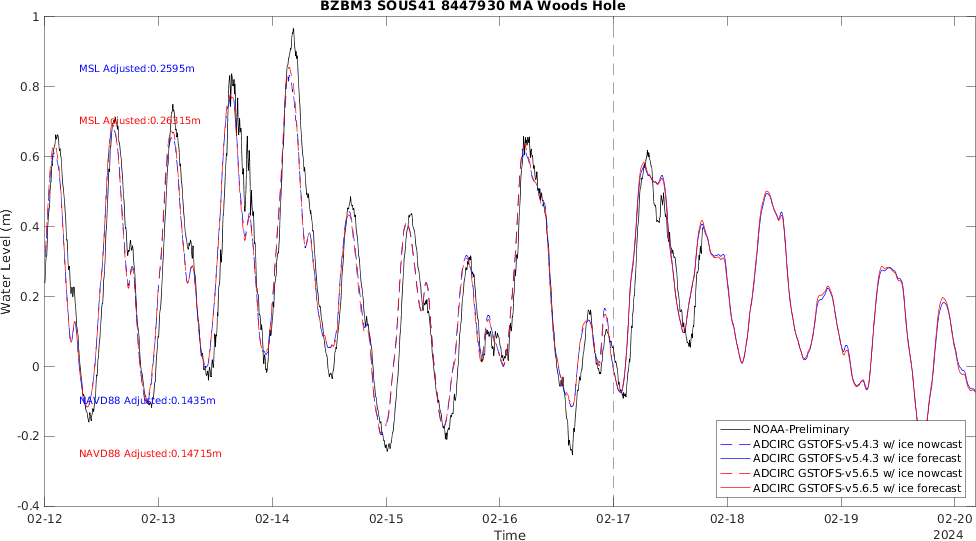 BZBM3 SOUS41 8447930 MA Woods Hole
1
0.8
0.6
0.4
0.2
0
-0.2
-0.4
Water Level (m)
MSL Adjusted:0.2595m
MSL Adjusted:0.26315m
NAVD88 Adjusted:0.1435m
NAVD88 Adjusted:0.14715m
NOAA-Preliminary
ADCIRC GSTOFS-v5.4.3 w/ ice nowcast
ADCIRC GSTOFS-v5.4.3 w/ ice forecast
ADCIRC GSTOFS-v5.6.5 w/ ice nowcast
ADCIRC GSTOFS-v5.6.5 w/ ice forecast
02-12 02-13 02-14 02-15 02-16 02-17 02-18 02-19 02-20
Time 2024